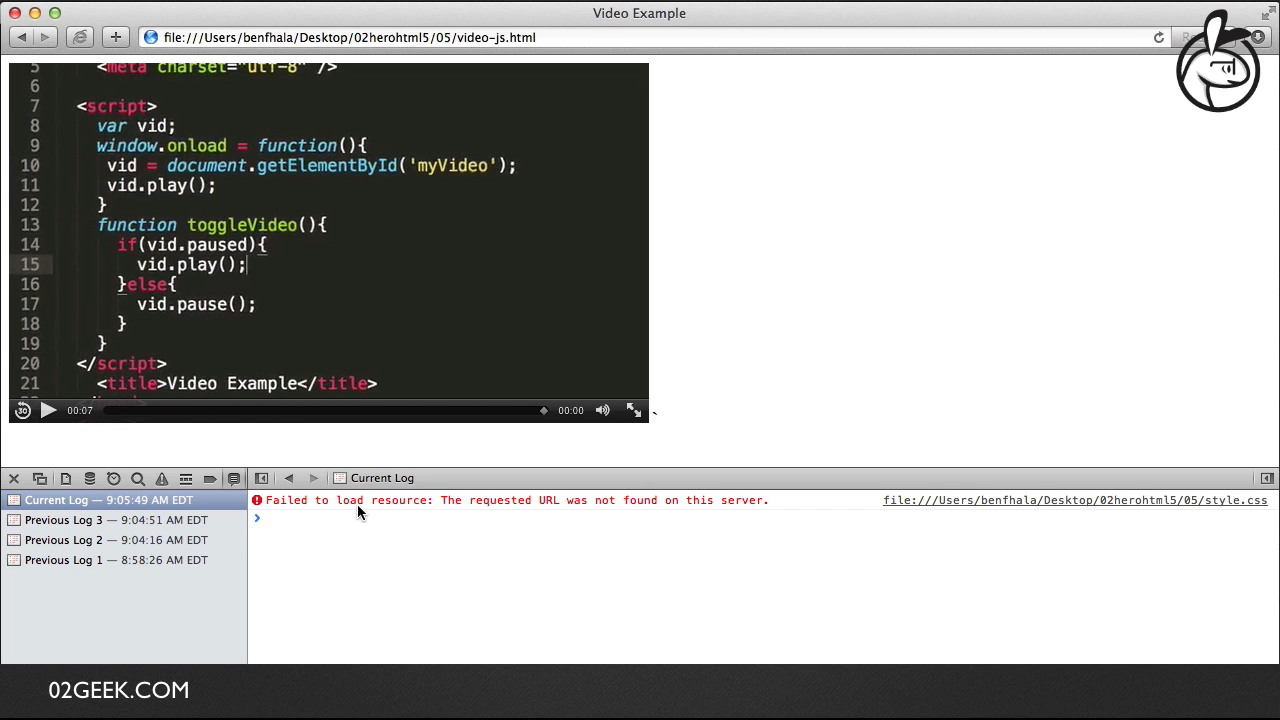 Video Example
file:///Users/benfhala/Desktop/02herohtml5/05/video-js.html
5 <meta charset="utf-8" />
6
7 <script>
8 var vid;
9 window.onload = function(){
10 vid = document.getElementById('myVideo');
11 vid.play();
12 }
13 function toggleVideo(){
14 if(vid.paused){
15 vid.play();
16 }else{
17 vid.pause();
18 }
19 }
20 </script>
21 <title>Video Example</title>
30 00:07 00:00 `
Current Log
Current Log — 9:05:49 AM EDT
Previous Log 3 — 9:04:51 AM EDT
Previous Log 2 — 9:04:16 AM EDT
Previous Log 1 — 8:58:26 AM EDT
Failed to load resource: The requested URL was not found on this server. file:///Users/benfhala/Desktop/02herohtml5/05/style.css
02GEEK.COM